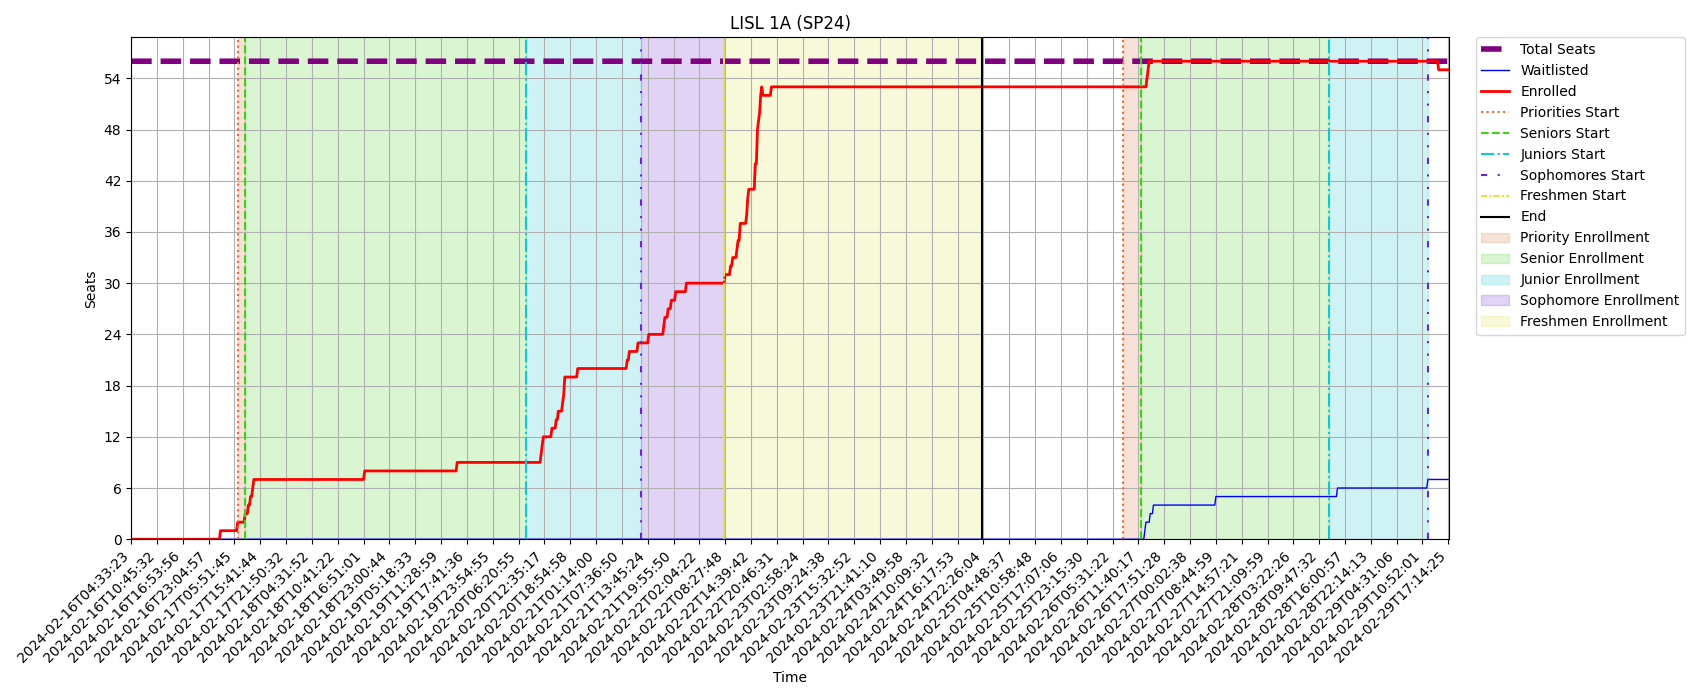 LISL 1A (SP24)
Seats
54
48
42
36
30
24
18
12
6
0
2024-02-16T04:33:23
2024-02-16T10:45:32
2024-02-16T16:53:56
2024-02-16T23:04:57
2024-02-17T05:51:45
2024-02-17T15:41:44
2024-02-17T21:50:32
2024-02-18T04:31:52
2024-02-18T10:41:22
2024-02-18T16:51:01
2024-02-18T23:00:44
2024-02-19T05:18:33
2024-02-19T11:28:59
2024-02-19T17:41:36
2024-02-19T23:54:55
2024-02-20T06:20:55
2024-02-20T12:35:17
2024-02-20T18:54:58
2024-02-21T01:14:00
2024-02-21T07:36:50
2024-02-21T13:45:24
2024-02-21T19:55:50
2024-02-22T02:04:22
2024-02-22T08:27:48
2024-02-22T14:39:42
2024-02-22T20:46:31
2024-02-23T02:58:24
2024-02-23T09:24:38
2024-02-23T15:32:52
2024-02-23T21:41:10
2024-02-24T03:49:58
2024-02-24T10:09:32
2024-02-24T16:17:53
2024-02-24T22:26:04
2024-02-25T04:48:37
2024-02-25T10:58:48
2024-02-25T17:07:06
2024-02-25T23:15:30
2024-02-26T05:31:22
2024-02-26T11:40:17
2024-02-26T17:51:28
2024-02-27T00:02:38
2024-02-27T08:44:59
2024-02-27T14:57:21
2024-02-27T21:09:59
2024-02-28T03:22:26
2024-02-28T09:47:32
2024-02-28T16:00:57
2024-02-28T22:14:13
2024-02-29T04:31:06
2024-02-29T10:52:01
2024-02-29T17:14:25
Time
Total Seats
Waitlisted
Enrolled
Priorities Start
Seniors Start
Juniors Start
Sophomores Start
Freshmen Start
End
Priority Enrollment
Senior Enrollment
Junior Enrollment
Sophomore Enrollment
Freshmen Enrollment